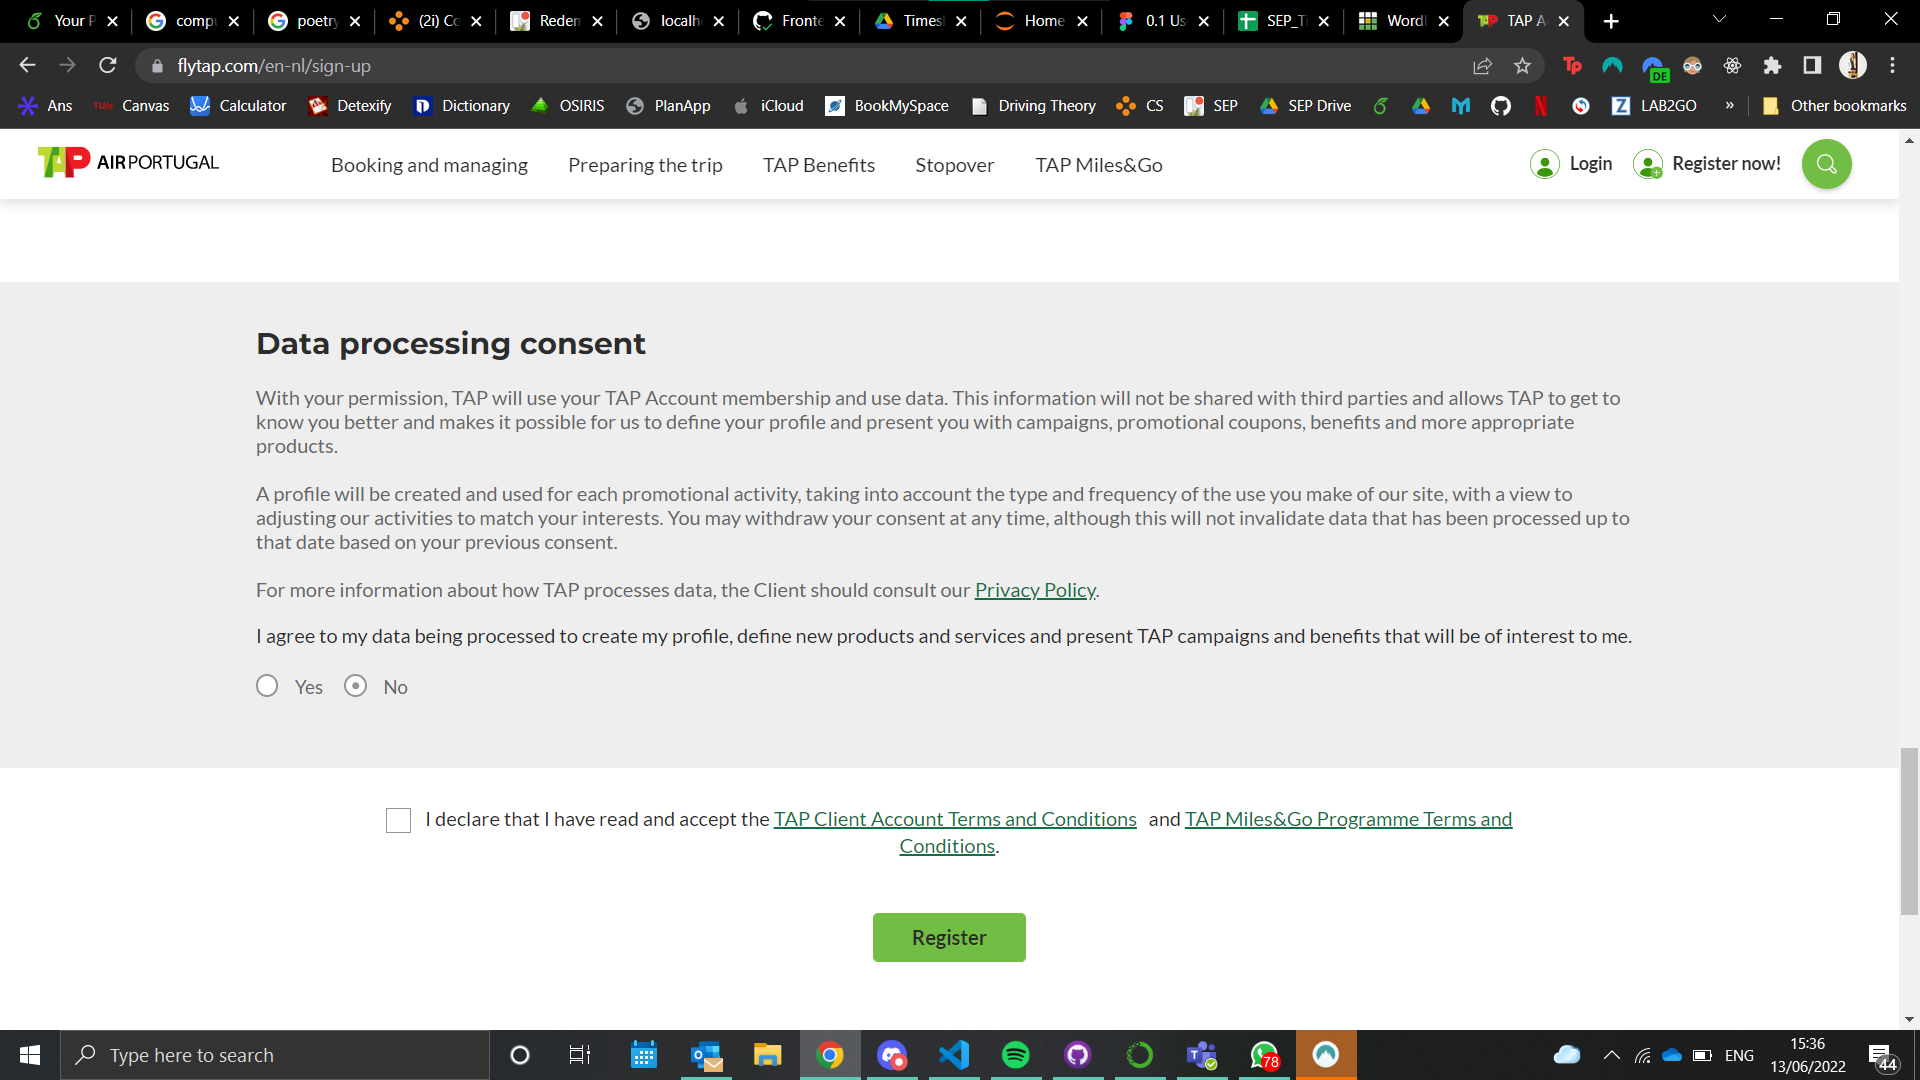 Your P
comp
poetry
(2i) Co
Reden
localh
Fronte
Times
Home
0.1 Us
SEP_Ti
Wordl
TAP A
flytap.com/en-nl/sign-up
DE
Ans
TU/e Canvas
Calculator
Detexify
Dictionary
OSIRIS
PlanApp
iCloud
BookMySpace
Driving Theory
CS
SEP
SEP Drive
LAB2GO
»
Other bookmarks
TAP AIR PORTUGAL
Booking and managing
Preparing the trip
TAP Benefits
Stopover
TAP Miles&Go
Login
Register now!
Data processing consent
With your permission, TAP will use your TAP Account membership and use data. This information will not be shared with third parties and allows TAP to get to
know you better and makes it possible for us to define your profile and present you with campaigns, promotional coupons, benefits and more appropriate
products.
A profile will be created and used for each promotional activity, taking into account the type and frequency of the use you make of our site, with a view to
adjusting our activities to match your interests. You may withdraw your consent at any time, although this will not invalidate data that has been processed up to
that date based on your previous consent.
For more information about how TAP processes data, the Client should consult our Privacy Policy.
I agree to my data being processed to create my profile, define new products and services and present TAP campaigns and benefits that will be of interest to me.
Yes
No
I declare that I have read and accept the TAP Client Account Terms and Conditions and TAP Miles&Go Programme Terms and
Conditions.
Register
Type here to search
78
ENG
15:36
13/06/2022
44